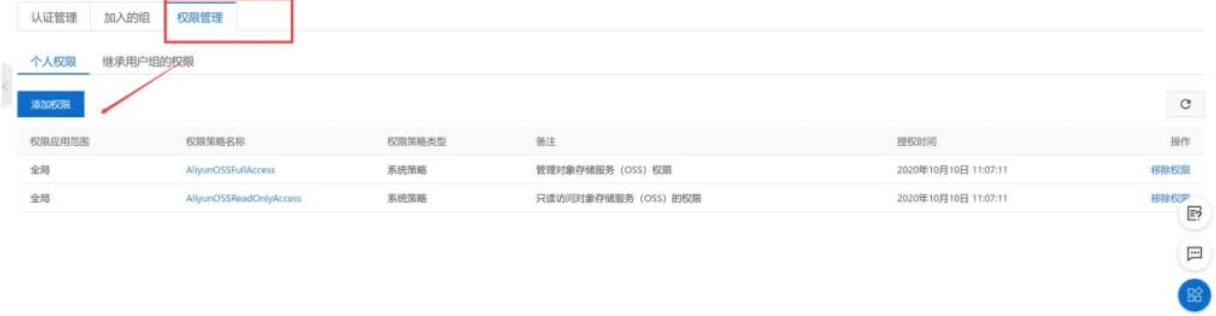 认证管理 加入的组 权限管理
个人权限 继承用户组的权限
添加权限
权限应用范围 权限策略名称 权限策略类型 备注 授权时间 操作
全局 AliyunOSSFullAccess 系统策略 管理对象存储服务（OSS）权限 2020年10月10日 11:07:11 移除权限
全局 AliyunOSSReadOnlyAccess 系统策略 只读访问对象存储服务（OSS）的权限 2020年10月10日 11:07:11 移除权限